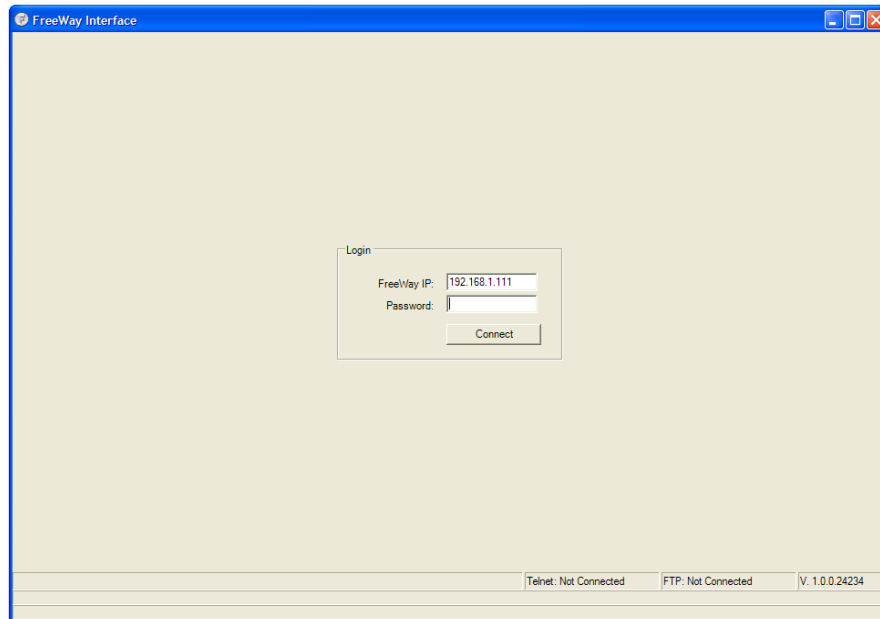 FreeWay Interface
Login
FreeWay IP: 192.168.1.111
Password:
Connect
Telnet: Not Connected FTP: Not Connected V. 1.0.0.24234